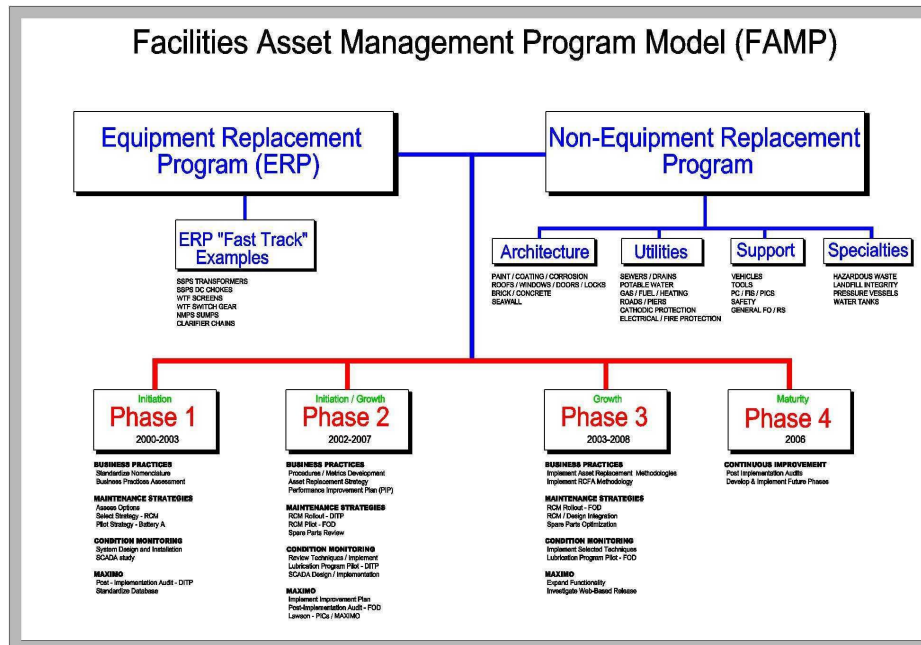 Facilities Asset Management Program Model (FAMP)
Equipment Replacement
Program (ERP)
Non-Equipment Replacement
Program
ERP "Fast Track"
Examples
SSPS TRANSFORMERS
SSPS DC CHOKES
WTF SCREENS
WTF SWITCH GEAR
NMPS SUMPS
CLARIFIER CHAINS
Architecture
PAINT / COATING / CORROSION
ROOFS / WINDOWS / DOORS / LOCKS
BRICK / CONCRETE
SEAWALL
Utilities
SEWERS / DRAINS
POTABLE WATER
GAS / FUEL / HEATING
ROADS / PIERS
CATHODIC PROTECTION
ELECTRICAL / FIRE PROTECTION
Support
VEHICLES
TOOLS
PC / FIS / PICS
SAFETY
GENERAL FO / RS
Specialties
HAZARDOUS WASTE
LANDFILL INTEGRITY
PRESSURE VESSELS
WATER TANKS
Initiation
Phase 1
2000-2003
BUSINESS PRACTICES
Standardize Nomenclature
Business Practices Assessment
MAINTENANCE STRATEGIES
Assess Options
Select Strategy - RCM
Pilot Strategy - Battery A
CONDITION MONITORING
System Design and Installation
SCADA study
MAXIMO
Post - Implementation Audit - DITP
Standardize Database
Initiation / Growth
Phase 2
2002-2007
BUSINESS PRACTICES
Procedures / Metrics Development
Asset Replacement Strategy
Performance Improvement Plan (PIP)
MAINTENANCE STRATEGIES
RCM Rollout - DITP
RCM Pilot - FOD
Spare Parts Review
CONDITION MONITORING
Review Techniques / Implement
Lubrication Program Pilot - DITP
SCADA Design / Implementation
MAXIMO
Implement Improvement Plan
Post-Implementation Audit - FOD
Lawson - PICs / MAXIMO
Growth
Phase 3
2003-2008
BUSINESS PRACTICES
Implement Asset Replacement Methodologies
Implement RCFA Methodology
MAINTENANCE STRATEGIES
RCM Rollout - FOD
RCM / Design Integration
Spare Parts Optimization
CONDITION MONITORING
Implement Selected Techniques
Lubrication Program Pilot - FOD
MAXIMO
Expand Functionality
Investigate Web-Based Release
Maturity
Phase 4
2006
CONTINUOUS IMPROVEMENT
Post Implementation Audits
Develop & Implement Future Phases